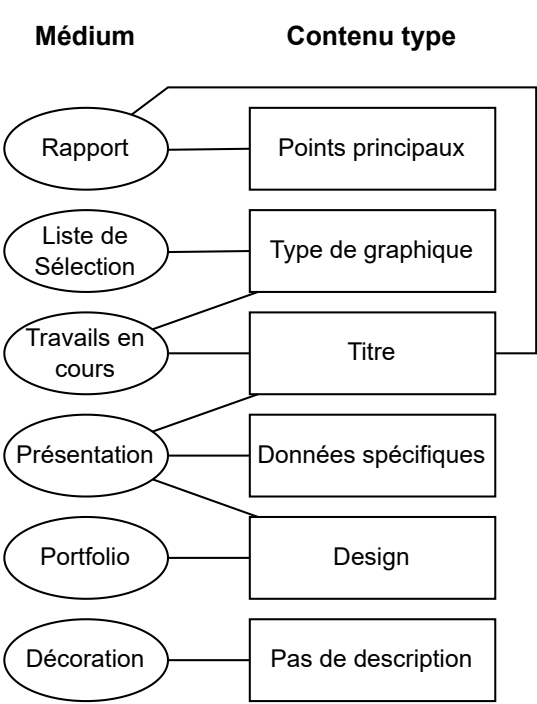 Médium
Contenu type
Rapport
Points principaux
Liste de
Sélection
Type de graphique
Travails en
cours
Titre
Présentation
Données spécifiques
Portfolio
Design
Décoration
Pas de description